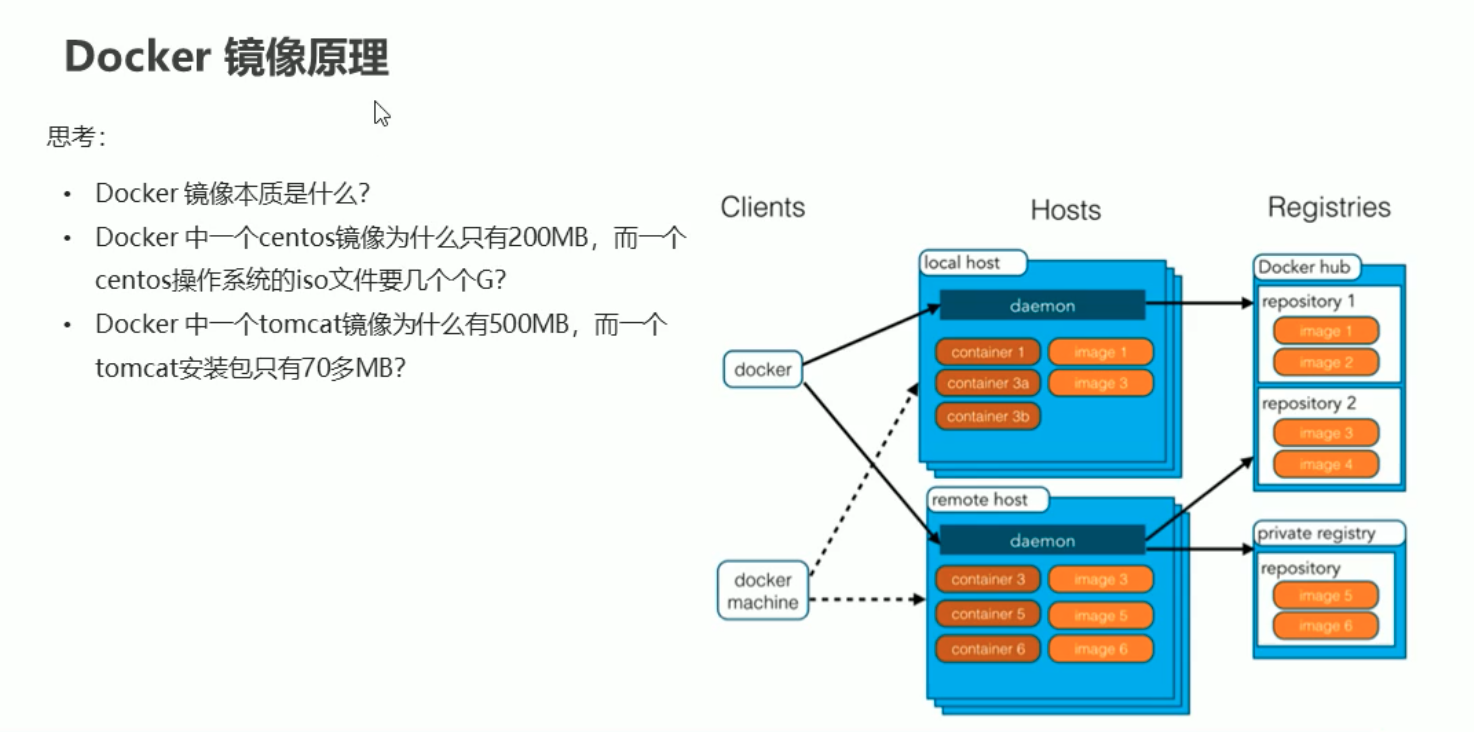 Docker 镜像原理
思考：
• Docker 镜像本质是什么？
• Docker 中一个centos镜像为什么只有200MB，而一个
centos操作系统的iso文件要几个个G？
• Docker 中一个tomcat镜像为什么有500MB，而一个
tomcat安装包只有70多MB？
Clients
Hosts
Registries
docker
docker
machine
local host
daemon
container 1
image 1
container 3a
image 3
container 3b
remote host
daemon
container 3
image 3
container 5
image 5
container 6
image 6
Docker hub
repository 1
image 1
image 2
repository 2
image 3
image 4
private registry
repository
image 5
image 6